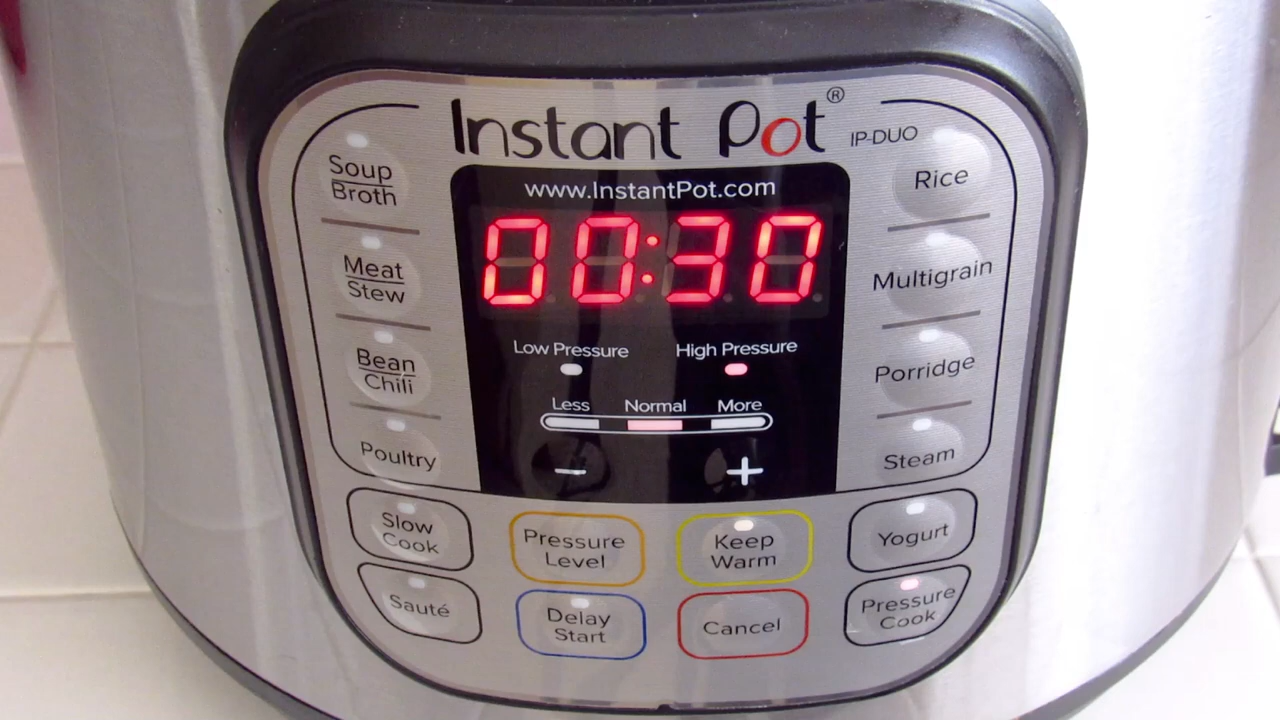 Instant Pot® IP-DUO
www.InstantPot.com
00:30
Low Pressure High Pressure
Less Normal More
− +
Soup
Broth
Meat
Stew
Bean
Chili
Poultry
Rice
Multigrain
Porridge
Steam
Slow
Cook
Sauté
Pressure
Level
Delay
Start
Keep
Warm
Cancel
Yogurt
Pressure
Cook